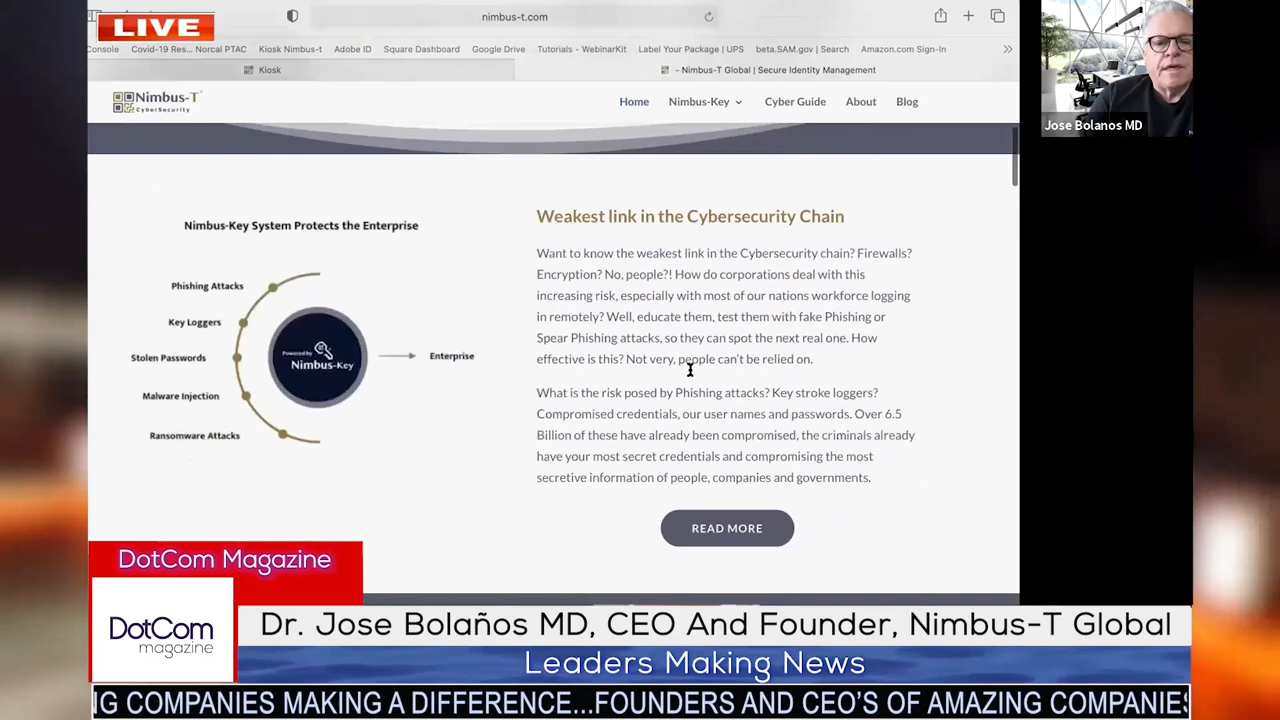 LIVE
nimbus-t.com
Console Covid-19 Res... Norcal PTAC Kiosk Nimbus-t Adobe ID Square Dashboard Google Drive Tutorials - WebinarKit Label Your Package | UPS beta.SAM.gov | Search Amazon.com Sign-In
Kiosk
- Nimbus-T Global | Secure Identity Management
Jose Bolanos MD
Nimbus-T
CyberSecurity
Home Nimbus-Key Cyber Guide About Blog
Nimbus-Key System Protects the Enterprise
Phishing Attacks
Key Loggers
Stolen Passwords
Malware Injection
Ransomware Attacks
Powered by
Nimbus-Key
Enterprise
Weakest link in the Cybersecurity Chain
Want to know the weakest link in the Cybersecurity chain? Firewalls?
Encryption? No, people?! How do corporations deal with this
increasing risk, especially with most of our nations workforce logging
in remotely? Well, educate them, test them with fake Phishing or
Spear Phishing attacks, so they can spot the next real one. How
effective is this? Not very, people can't be relied on.
What is the risk posed by Phishing attacks? Key stroke loggers?
Compromised credentials, our user names and passwords. Over 6.5
Billion of these have already been compromised, the criminals already
have your most secret credentials and compromising the most
secretive information of people, companies and governments.
READ MORE
DotCom Magazine
DotCom
magazine
Dr. Jose Bolaños MD, CEO And Founder, Nimbus-T Global
Leaders Making News
G COMPANIES MAKING A DIFFERENCE...FOUNDERS AND CEO'S OF AMAZING COMPANIES